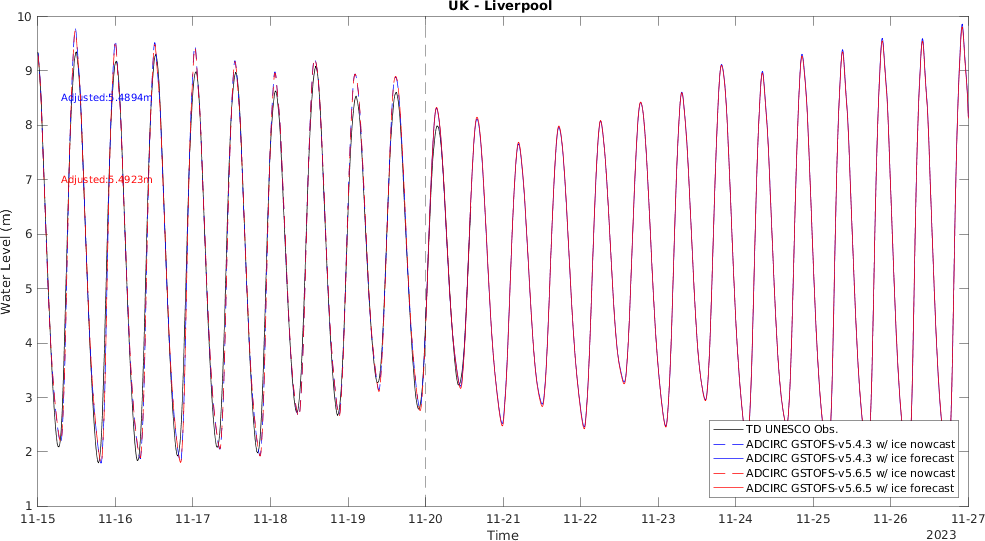 UK - Liverpool
10
9
8
7
6
5
4
3
2
1
Water Level (m)
Adjusted:5.4894m
Adjusted:5.4923m
TD UNESCO Obs.
ADCIRC GSTOFS-v5.4.3 w/ ice nowcast
ADCIRC GSTOFS-v5.4.3 w/ ice forecast
ADCIRC GSTOFS-v5.6.5 w/ ice nowcast
ADCIRC GSTOFS-v5.6.5 w/ ice forecast
11-15 11-16 11-17 11-18 11-19 11-20 11-21 11-22 11-23 11-24 11-25 11-26 11-27
Time
2023